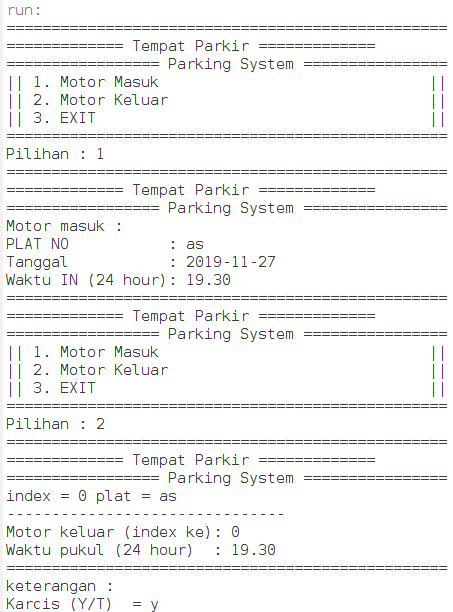 run:
=================================================
============= Tempat Parkir =============
================= Parking System ================
|| 1. Motor Masuk ||
|| 2. Motor Keluar ||
|| 3. EXIT ||
=================================================
Pilihan : 1
=================================================
============= Tempat Parkir =============
================= Parking System ================
Motor masuk :
PLAT NO : as
Tanggal : 2019-11-27
Waktu IN (24 hour): 19.30
=================================================
============= Tempat Parkir =============
================= Parking System ================
|| 1. Motor Masuk ||
|| 2. Motor Keluar ||
|| 3. EXIT ||
=================================================
Pilihan : 2
=================================================
============= Tempat Parkir =============
================= Parking System ================
index = 0 plat = as
-------------------------------
Motor keluar (index ke): 0
Waktu pukul (24 hour) : 19.30
=================================================
keterangan :
Karcis (Y/T) = y